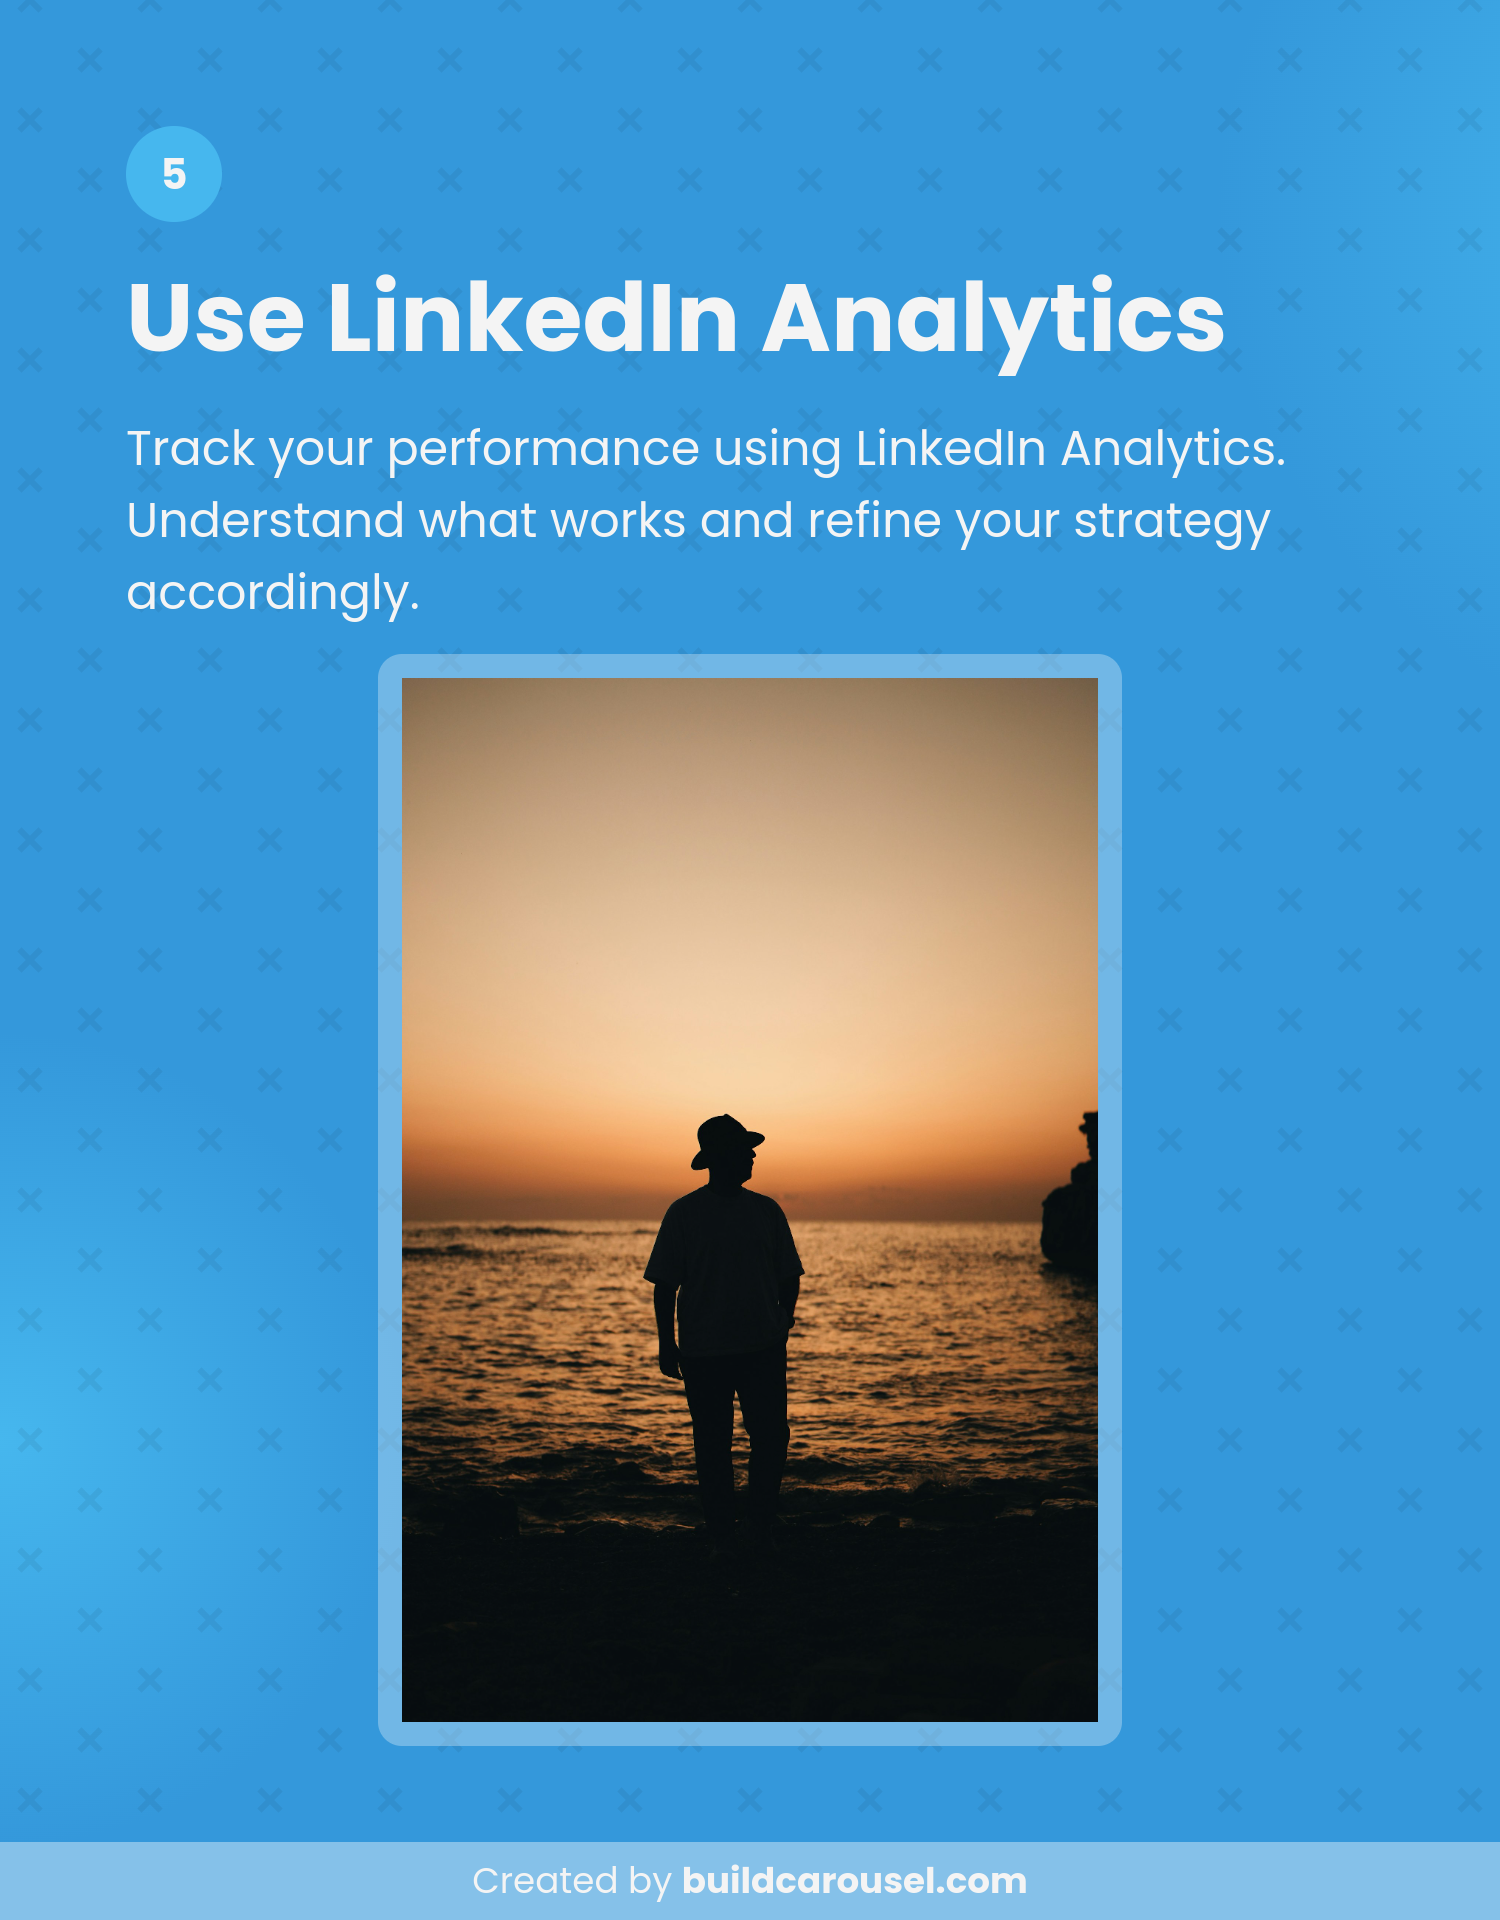 5
Use LinkedIn Analytics
Track your performance using LinkedIn Analytics.
Understand what works and refine your strategy
accordingly.
Created by buildcarousel.com